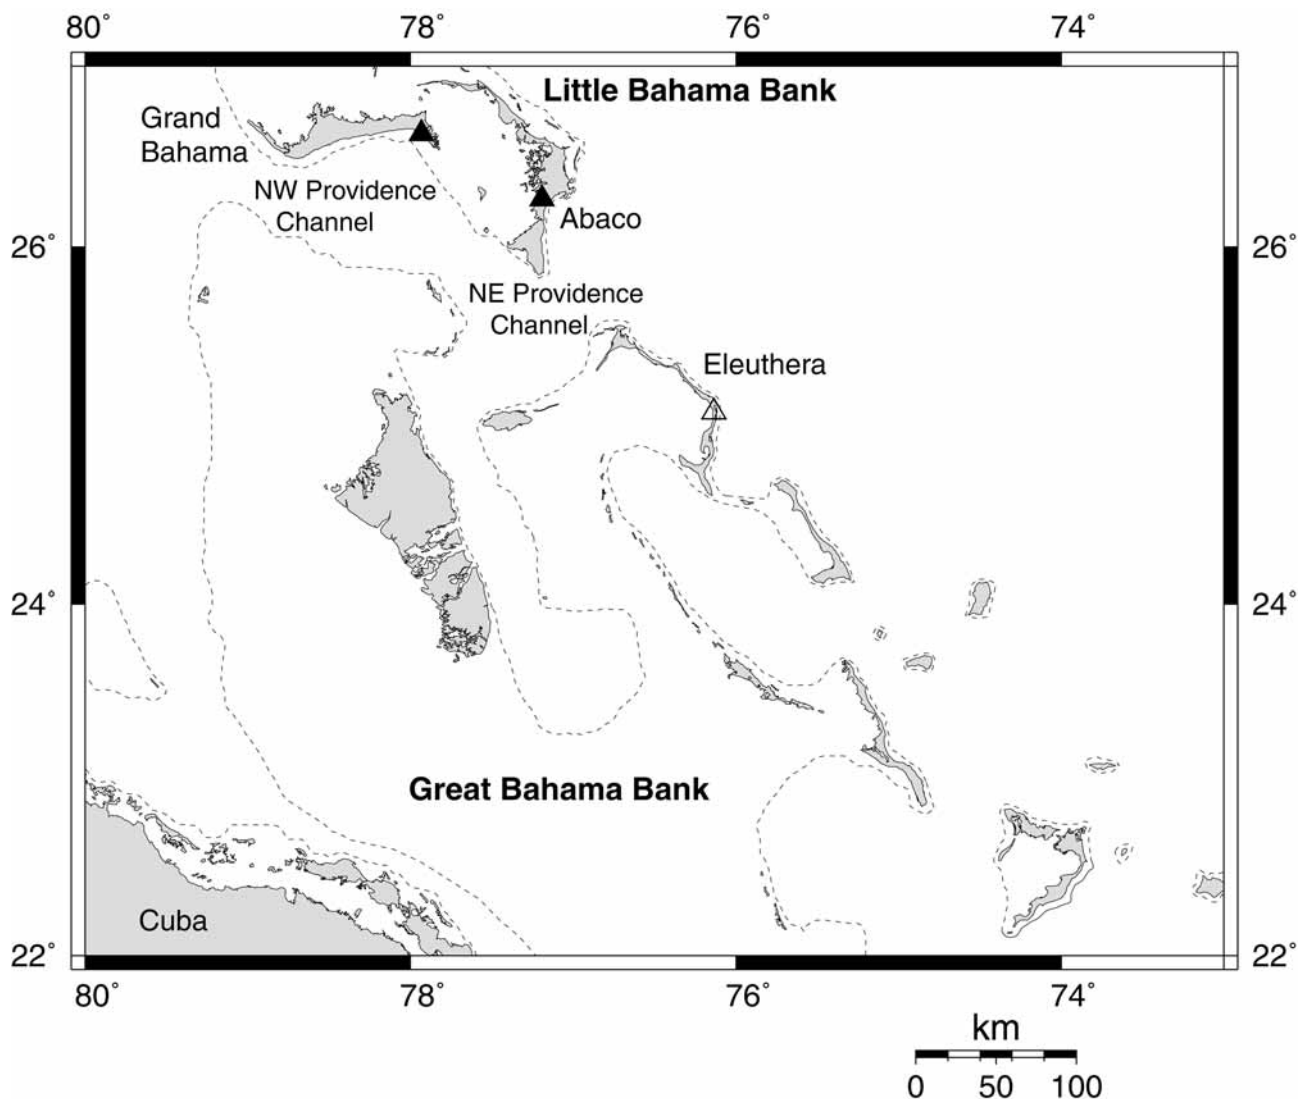 80˚ 78˚ 76˚ 74˚
Little Bahama Bank
Grand
Bahama
NW Providence
Channel
Abaco
26˚ 26˚
NE Providence
Channel
Eleuthera
24˚ 24˚
Great Bahama Bank
Cuba
22˚ 22˚
80˚ 78˚ 76˚ 74˚
km
0 50 100